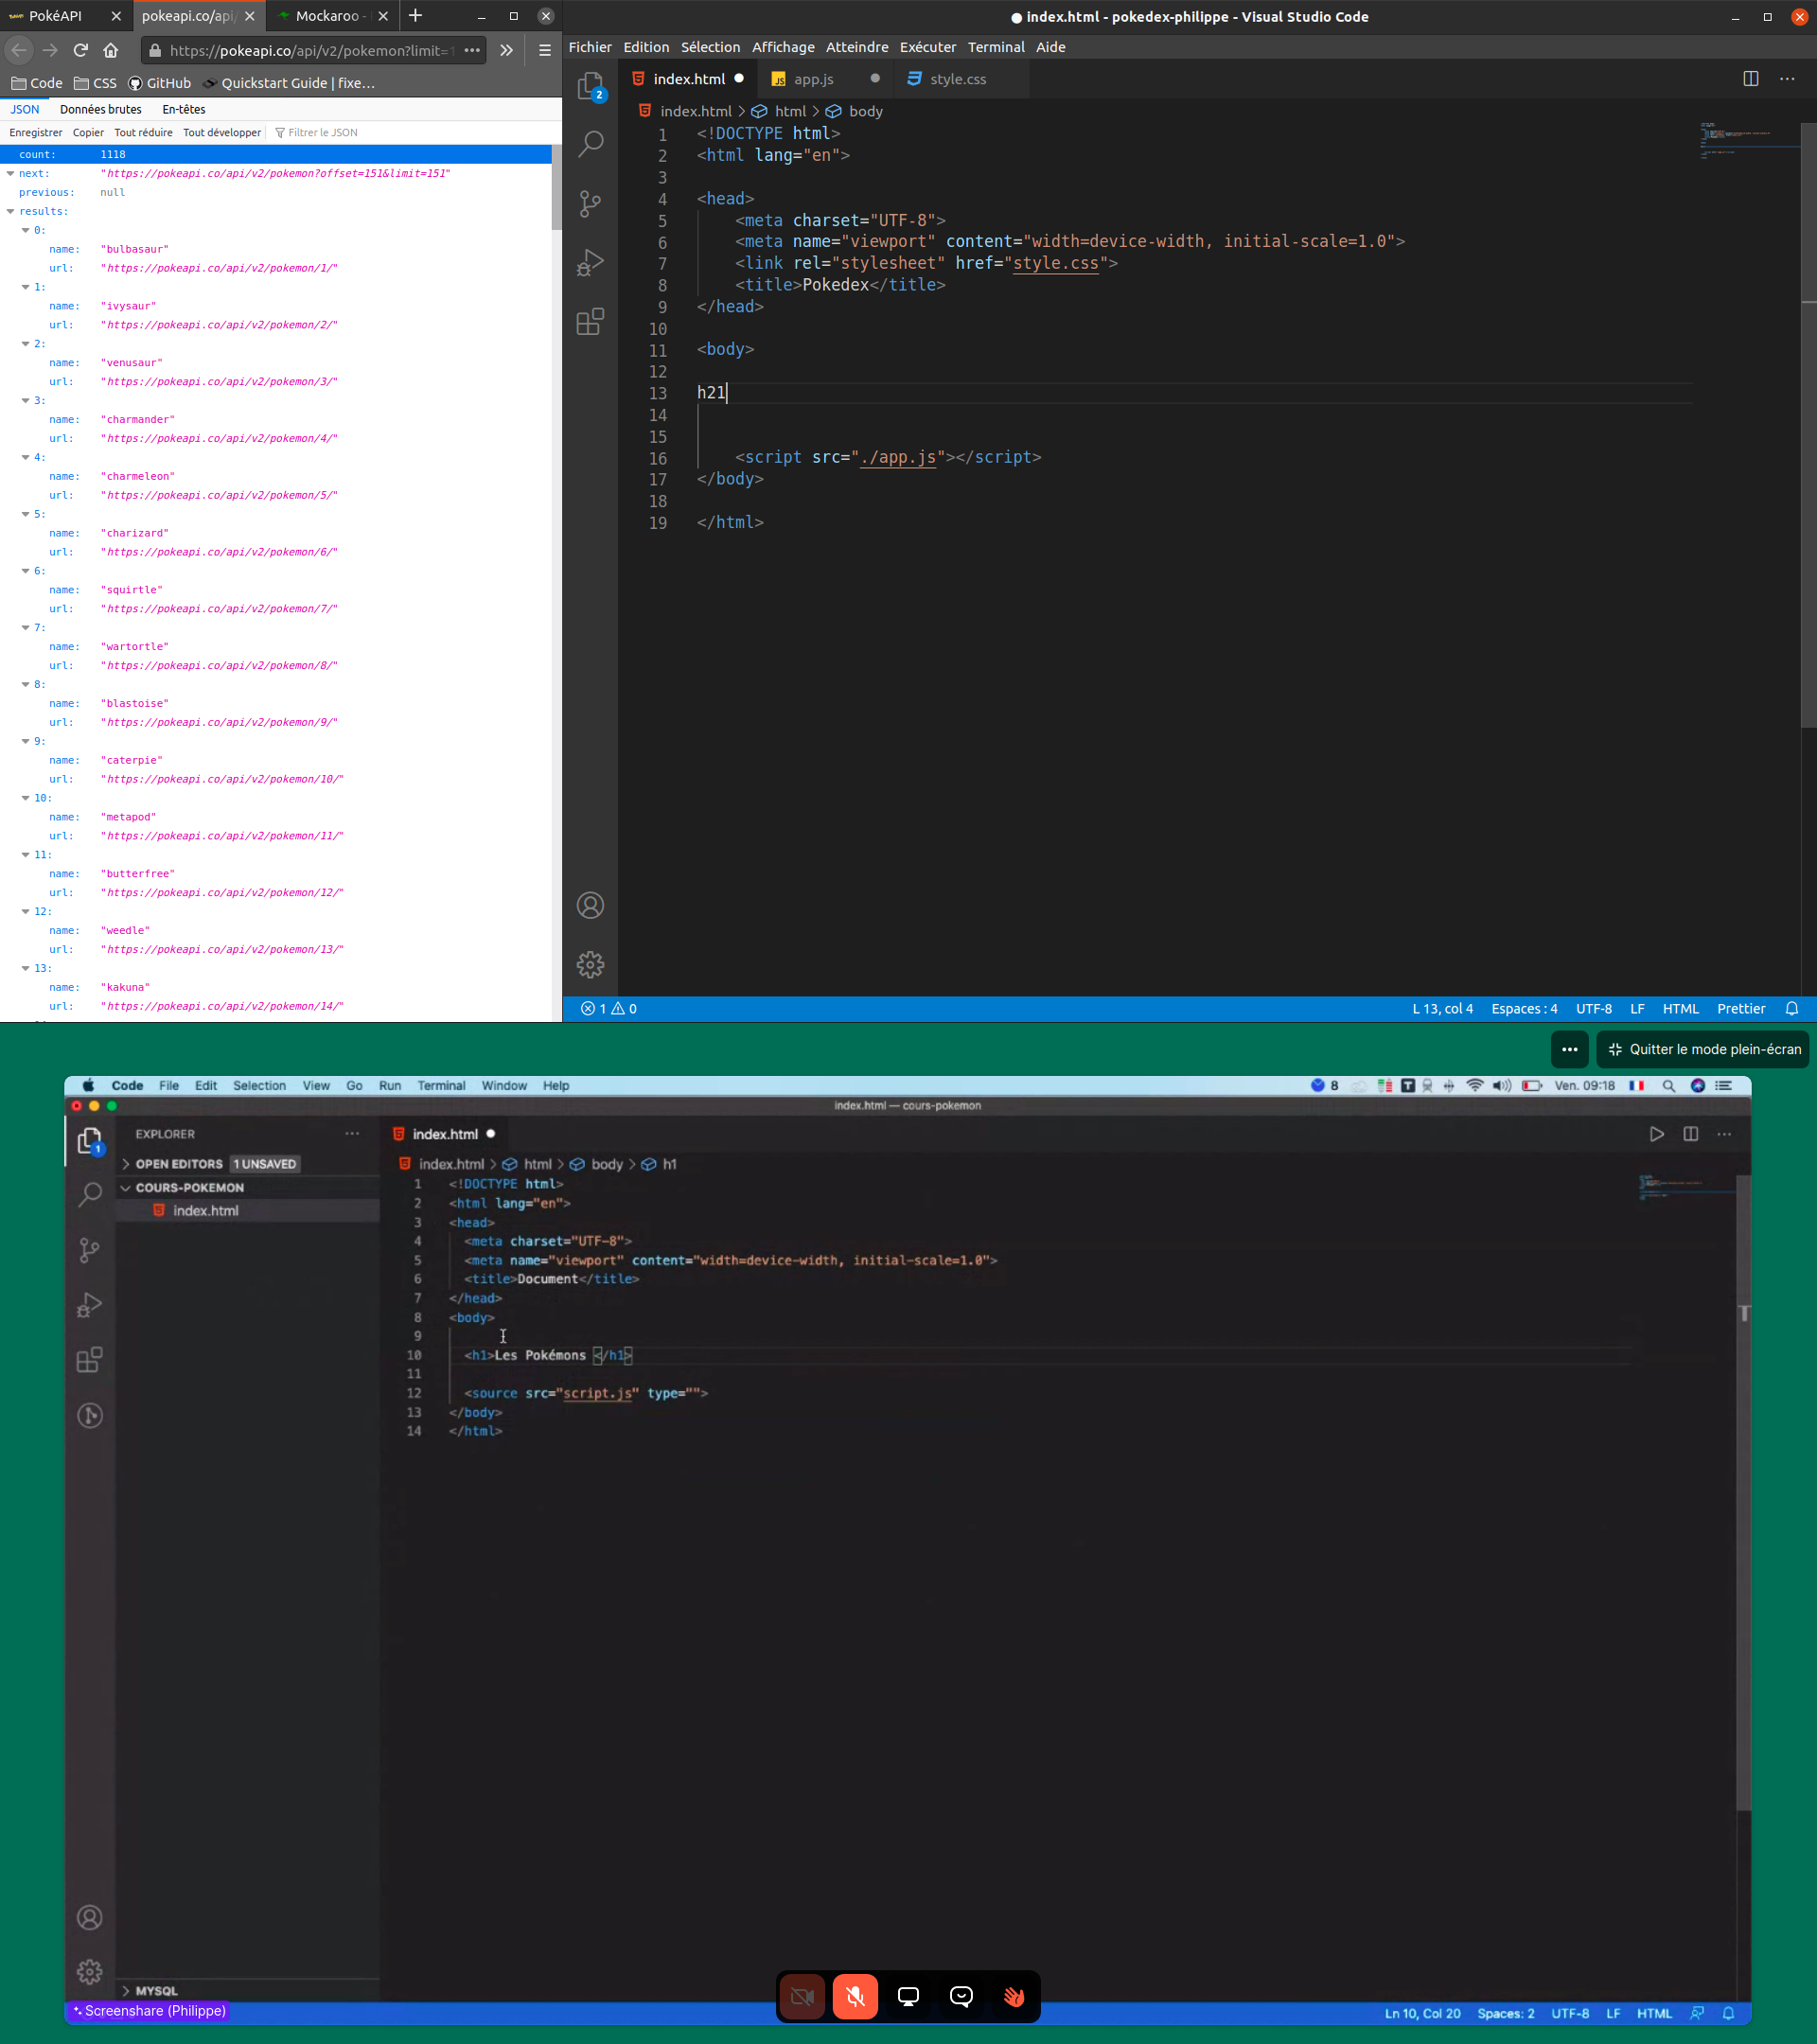 PokéAPI
pokeapi.co/api/
Mockaroo -
https://pokeapi.co/api/v2/pokemon?limit=1
Code CSS GitHub Quickstart Guide | fixe…
JSON Données brutes En-têtes
Enregistrer Copier Tout réduire Tout développer Filtrer le JSON
count: 1118
next: "https://pokeapi.co/api/v2/pokemon?offset=151&limit=151"
previous: null
results:
0:
name: "bulbasaur"
url: "https://pokeapi.co/api/v2/pokemon/1/"
1:
name: "ivysaur"
url: "https://pokeapi.co/api/v2/pokemon/2/"
2:
name: "venusaur"
url: "https://pokeapi.co/api/v2/pokemon/3/"
3:
name: "charmander"
url: "https://pokeapi.co/api/v2/pokemon/4/"
4:
name: "charmeleon"
url: "https://pokeapi.co/api/v2/pokemon/5/"
5:
name: "charizard"
url: "https://pokeapi.co/api/v2/pokemon/6/"
6:
name: "squirtle"
url: "https://pokeapi.co/api/v2/pokemon/7/"
7:
name: "wartortle"
url: "https://pokeapi.co/api/v2/pokemon/8/"
8:
name: "blastoise"
url: "https://pokeapi.co/api/v2/pokemon/9/"
9:
name: "caterpie"
url: "https://pokeapi.co/api/v2/pokemon/10/"
10:
name: "metapod"
url: "https://pokeapi.co/api/v2/pokemon/11/"
11:
name: "butterfree"
url: "https://pokeapi.co/api/v2/pokemon/12/"
12:
name: "weedle"
url: "https://pokeapi.co/api/v2/pokemon/13/"
13:
name: "kakuna"
url: "https://pokeapi.co/api/v2/pokemon/14/"
● index.html - pokedex-philippe - Visual Studio Code
Fichier Edition Sélection Affichage Atteindre Exécuter Terminal Aide
2
index.html ● JS app.js ● style.css
index.html > html > body
1 <!DOCTYPE html>
2 <html lang="en">
3
4 <head>
5 <meta charset="UTF-8">
6 <meta name="viewport" content="width=device-width, initial-scale=1.0">
7 <link rel="stylesheet" href="style.css">
8 <title>Pokedex</title>
9 </head>
10
11 <body>
12
13 h21
14
15
16 <script src="./app.js"></script>
17 </body>
18
19 </html>
1 0 L 13, col 4 Espaces : 4 UTF-8 LF HTML Prettier
Quitter le mode plein-écran
Code File Edit Selection View Go Run Terminal Window Help 8 T Ven. 09:18
index.html — cours-pokemon
1
EXPLORER
OPEN EDITORS 1 UNSAVED
COURS-POKEMON
index.html
MYSQL
index.html ●
index.html > html > body > h1
1 <!DOCTYPE html>
2 <html lang="en">
3 <head>
4 <meta charset="UTF-8">
5 <meta name="viewport" content="width=device-width, initial-scale=1.0">
6 <title>Document</title>
7 </head>
8 <body>
9
10 <h1>Les Pokémons </h1>
11
12 <source src="script.js" type="">
13 </body>
14 </html>
Screenshare (Philippe)
Ln 10, Col 20 Spaces: 2 UTF-8 LF HTML